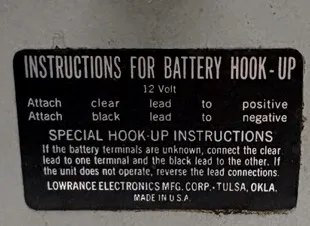 INSTRUCTIONS FOR BATTERY HOOK-UP
12 Volt
Attach clear lead to positive
Attach black lead to negative
SPECIAL HOOK-UP INSTRUCTIONS
If the battery terminals are unknown, connect the clear
lead to one terminal and the black lead to the other. If
the unit does not operate, reverse the lead connections.
LOWRANCE ELECTRONICS MFG. CORP. • TULSA, OKLA.
MADE IN U.S.A.